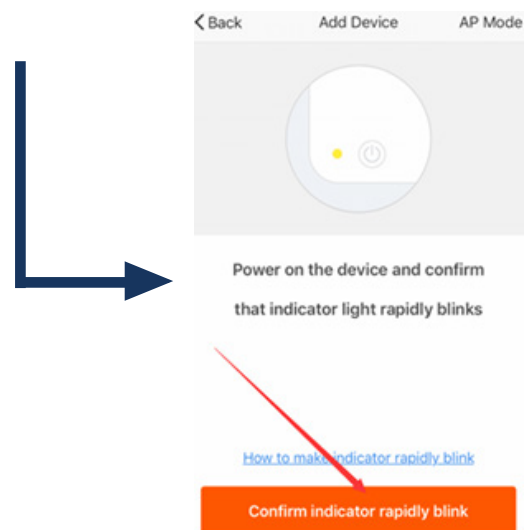 Back Add Device AP Mode
Power on the device and confirm
that indicator light rapidly blinks
How to make indicator rapidly blink
Confirm indicator rapidly blink